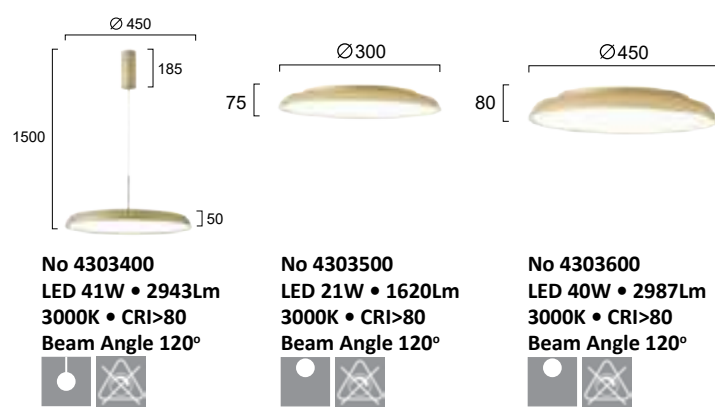 Ø 450
185
1500
50
No 4303400
LED 41W • 2943Lm
3000K • CRI>80
Beam Angle 120º
Ø300
75
No 4303500
LED 21W • 1620Lm
3000K • CRI>80
Beam Angle 120º
Ø450
80
No 4303600
LED 40W • 2987Lm
3000K • CRI>80
Beam Angle 120º